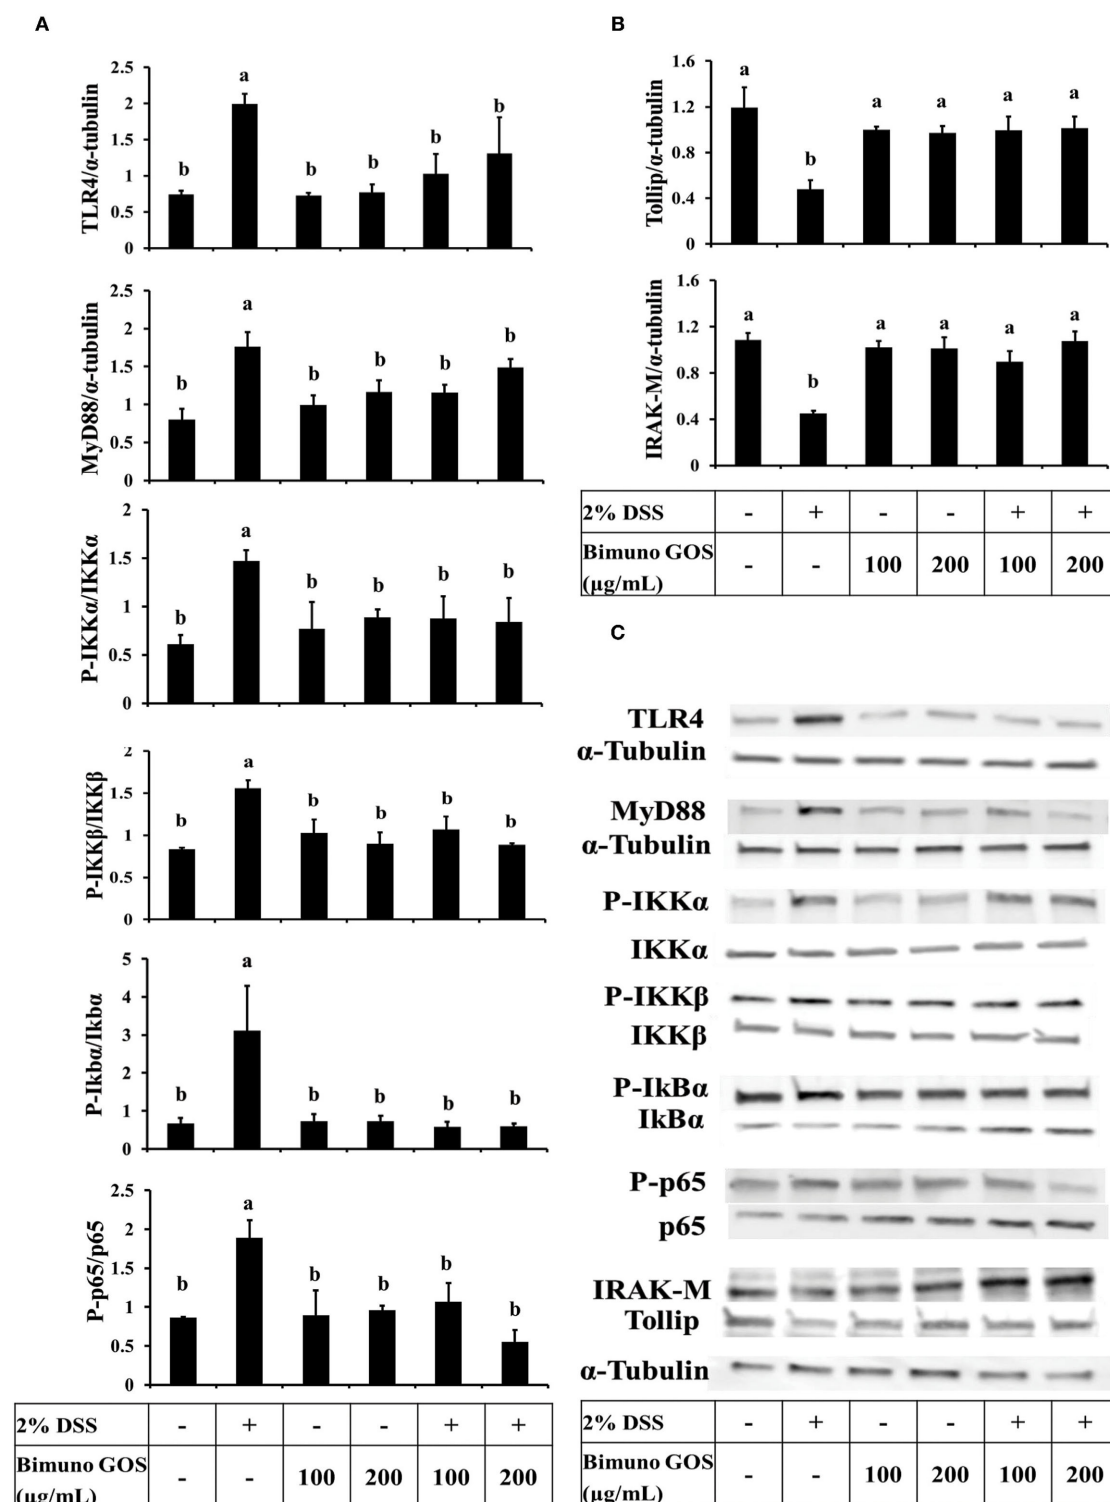 A
TLR4/α-tubulin
2.5
2
1.5
1
0.5
0
b
a
b
b
b
b
MyD88/α-tubulin
2.5
2
1.5
1
0.5
0
b
a
b
b
b
b
P-IKKα/IKKα
2
1.5
1
0.5
0
b
a
b
b
b
b
P-IKKβ/IKKβ
2
1.5
1
0.5
0
b
a
b
b
b
b
P-Ikbα/Ikbα
5
4
3
2
1
0
b
a
b
b
b
b
P-p65/p65
2.5
2
1.5
1
0.5
0
b
a
b
b
b
b
2% DSS - + - - + +
Bimuno GOS
(μg/mL) - - 100 200 100 200
B
Tollip/α-tubulin
1.6
1.2
0.8
0.4
0
a
b
a
a
a
a
IRAK-M/α-tubulin
1.6
1.2
0.8
0.4
0
a
b
a
a
a
a
2% DSS - + - - + +
Bimuno GOS
(μg/mL) - - 100 200 100 200
C
TLR4
α-Tubulin
MyD88
α-Tubulin
P-IKKα
IKKα
P-IKKβ
IKKβ
P-IkBα
IkBα
P-p65
p65
IRAK-M
Tollip
α-Tubulin
2% DSS - + - - + +
Bimuno GOS
(μg/mL) - - 100 200 100 200